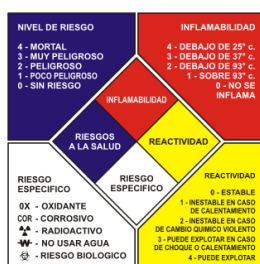 NIVEL DE RIESGO
4 - MORTAL
3 - MUY PELIGROSO
2 - PELIGROSO
1 - POCO PELIGROSO
0 - SIN RIESGO
INFLAMABILIDAD
4 - DEBAJO DE 25° c.
3 - DEBAJO DE 37° c.
2 - DEBAJO DE 93° c.
1 - SOBRE 93° c.
0 - NO SE
INFLAMA
INFLAMABILIDAD
RIESGOS
A LA SALUD
REACTIVIDAD
RIESGO
ESPECIFICO
RIESGO
ESPECIFICO
OX - OXIDANTE
COR - CORROSIVO
- RADIOACTIVO
W - NO USAR AGUA
- RIESGO BIOLOGICO
REACTIVIDAD
0 - ESTABLE
1 - INESTABLE EN CASO
DE CALENTAMIENTO
2 - INESTABLE EN CASO
DE CAMBIO QUIMICO VIOLENTO
3 - PUEDE EXPLOTAR EN CASO
DE CHOQUE O CALENTAMIENTO
4 - PUEDE EXPLOTAR